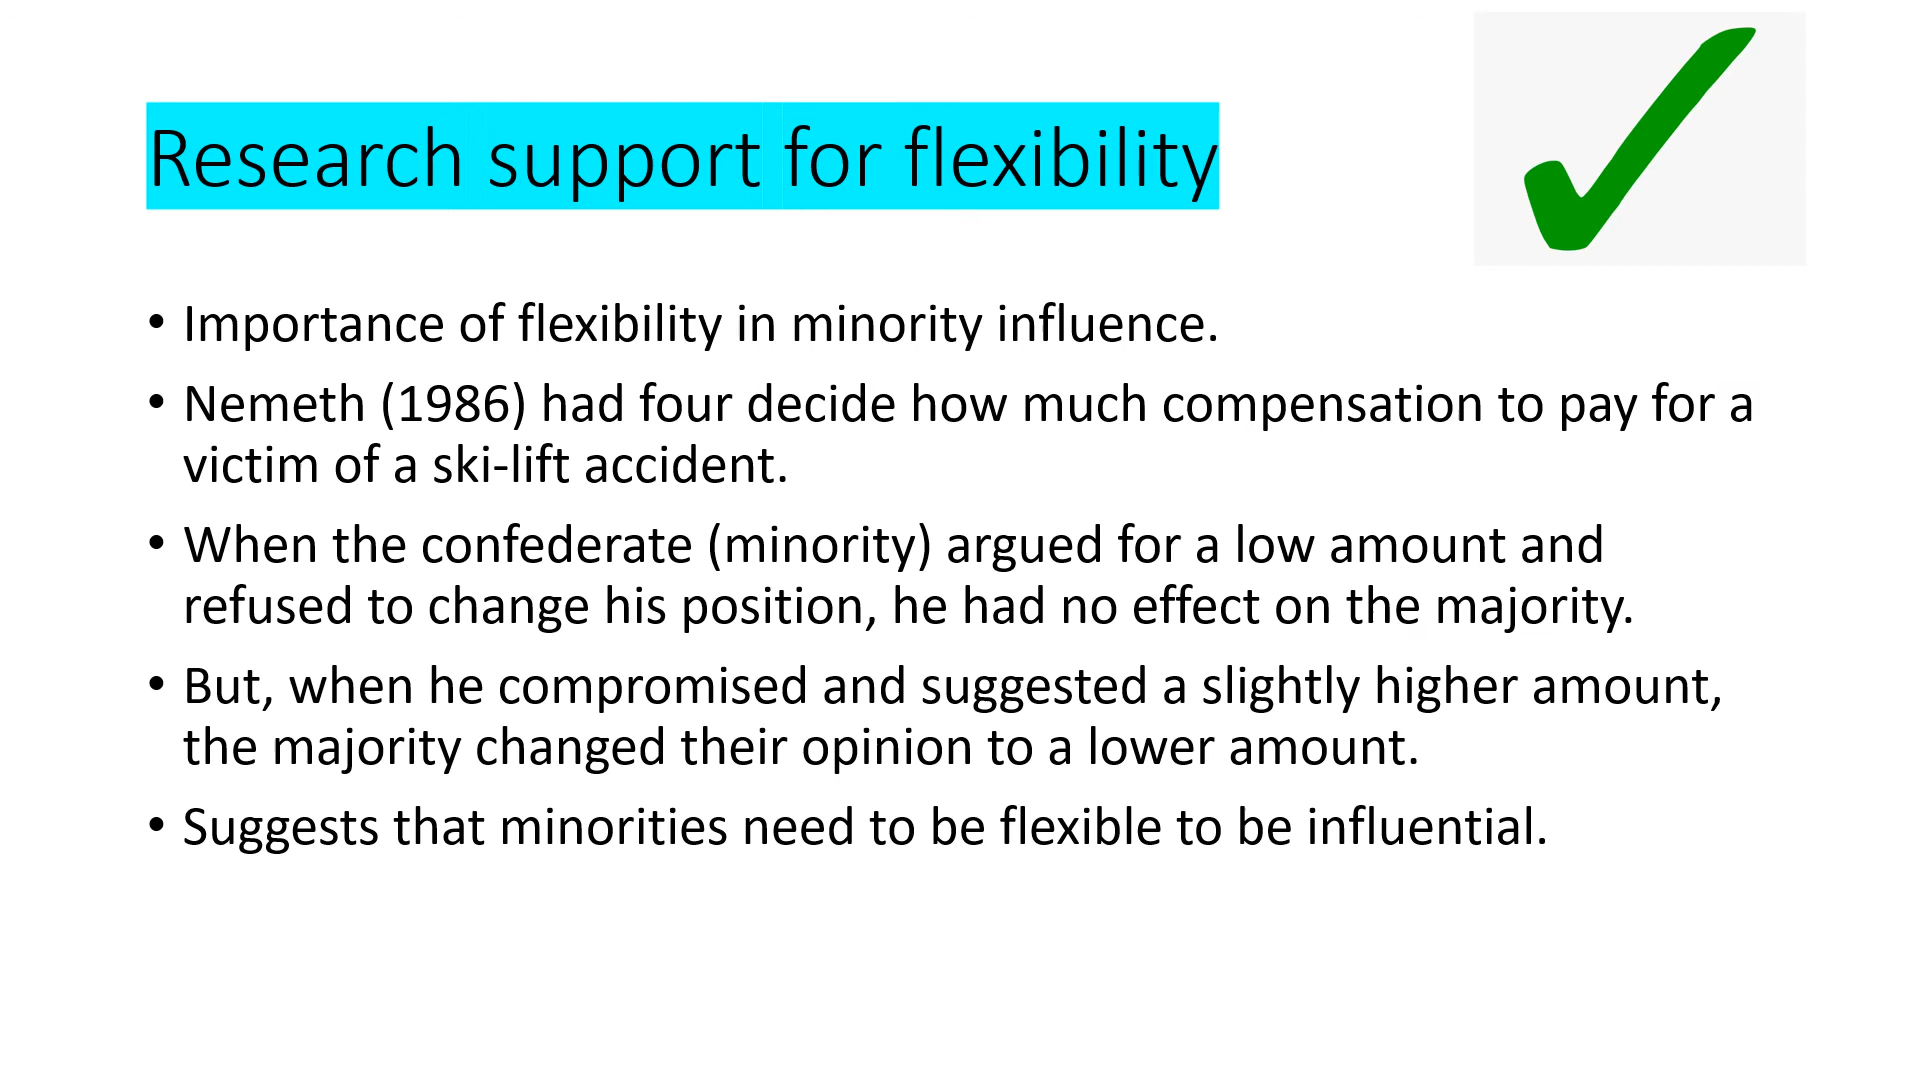 Research support for flexibility
• Importance of flexibility in minority influence.
• Nemeth (1986) had four decide how much compensation to pay for a
victim of a ski-lift accident.
• When the confederate (minority) argued for a low amount and
refused to change his position, he had no effect on the majority.
• But, when he compromised and suggested a slightly higher amount,
the majority changed their opinion to a lower amount.
• Suggests that minorities need to be flexible to be influential.